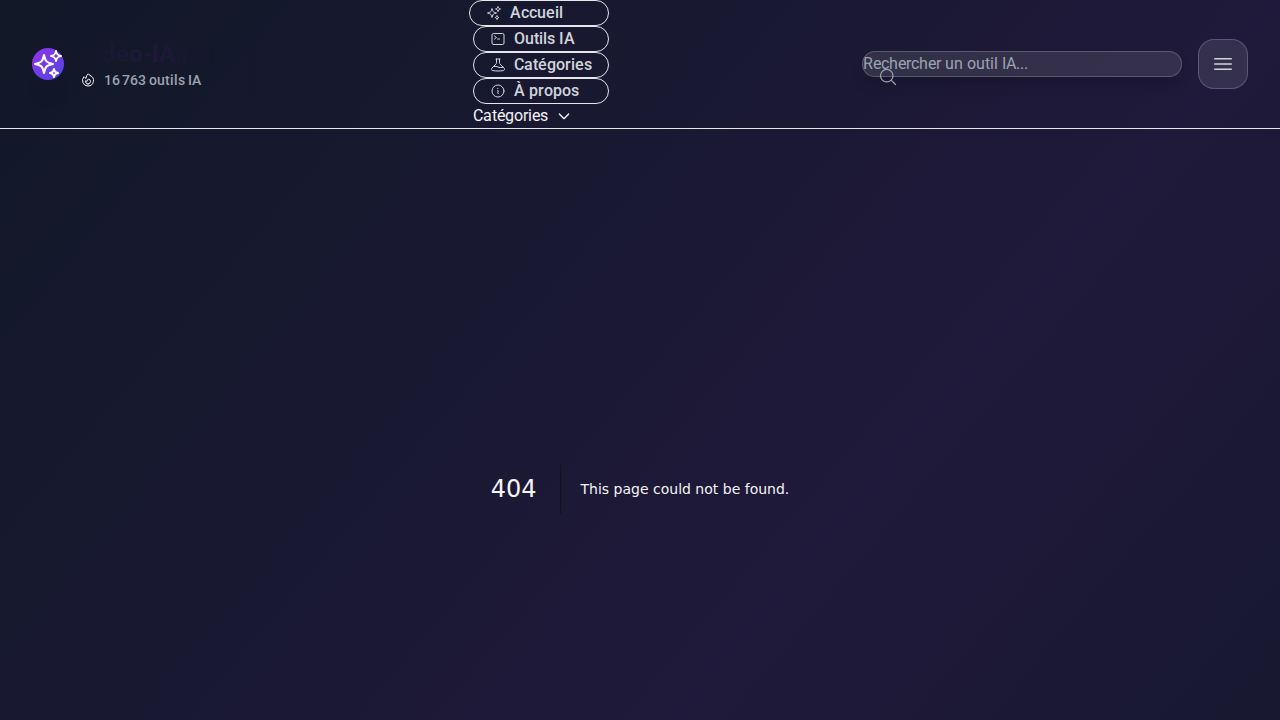 16 763 outils IA
Accueil
Outils IA
Catégories
À propos
Catégories
Rechercher un outil IA...
404
This page could not be found.